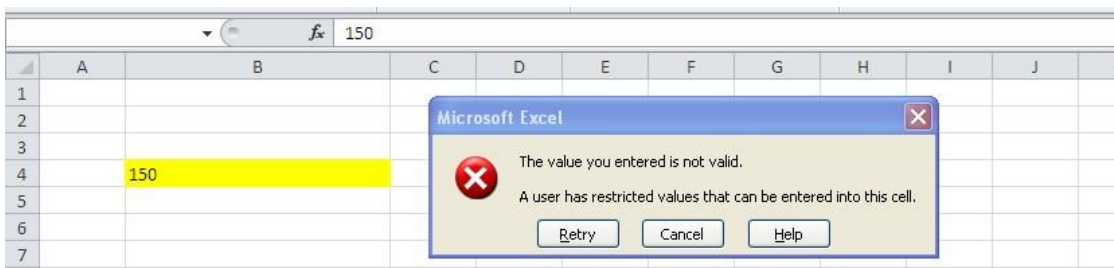 fx 150
A B C D E F G H I J
1
2
3
4 150
5
6
7
Microsoft Excel
The value you entered is not valid.
A user has restricted values that can be entered into this cell.
Retry Cancel Help